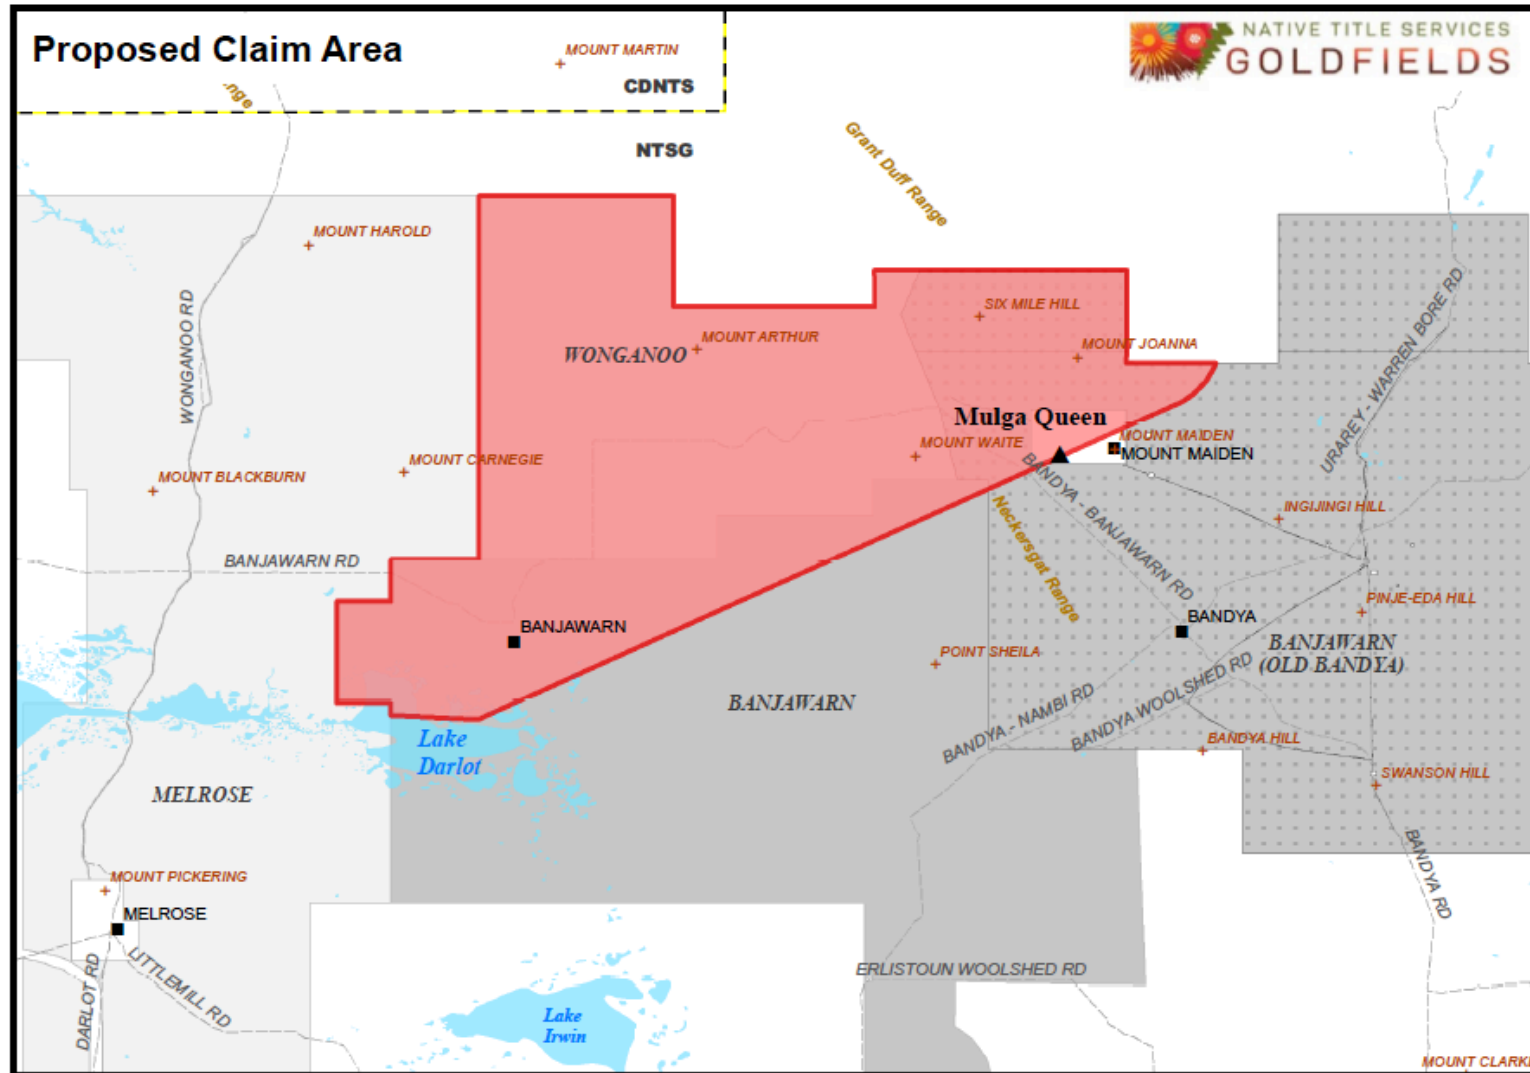 Proposed Claim Area
NATIVE TITLE SERVICES
GOLDFIELDS
MOUNT MARTIN
CDNTS
nge
NTSG
Grant Duff Range
MOUNT HAROLD
WONGANOO RD
SIX MILE HILL
MOUNT ARTHUR
WONGANOO
MOUNT JOANNA
URAREY - WARREN BORE RD
Mulga Queen
MOUNT WAITE
MOUNT MAIDEN
MOUNT MAIDEN
MOUNT CARNEGIE
MOUNT BLACKBURN
BANDYA - BANJAWARN RD
Neckersgat Range
INGIJINGI HILL
BANJAWARN RD
PINJE-EDA HILL
BANJAWARN
BANDYA
BANJAWARN
(OLD BANDYA)
POINT SHEILA
BANJAWARN
BANDYA - NAMBI RD
BANDYA WOOLSHED RD
Lake
Darlot
BANDYA HILL
SWANSON HILL
MELROSE
MOUNT PICKERING
MELROSE
BANDYA RD
LITTLEMILL RD
DARLOT RD
ERLISTOUN WOOLSHED RD
Lake
Irwin
MOUNT CLARK